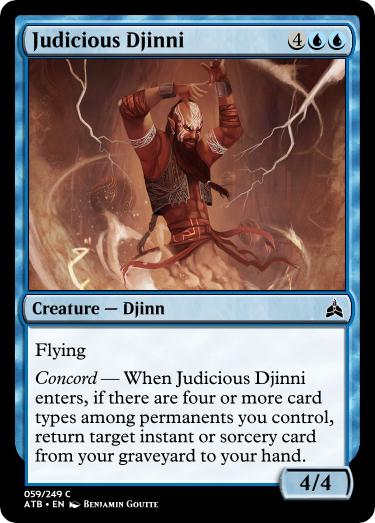 Judicious Djinni 4
Creature — Djinn
Flying
Concord — When Judicious Djinni
enters, if there are four or more card
types among permanents you control,
return target instant or sorcery card
from your graveyard to your hand.
4/4
059/249 C
ATB • EN Benjamin Goutte